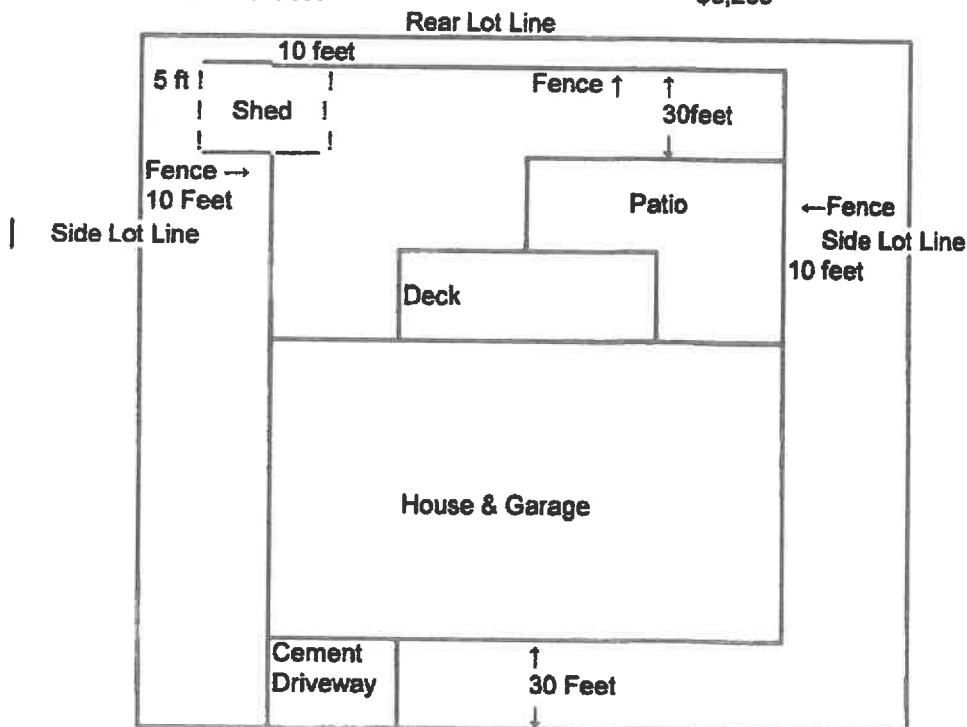 Rear Lot Line
10 feet
5 ft !
Shed
Fence ↑ ↑
30feet
↓
Fence →
10 Feet
Patio
←Fence
Side Lot Line
Side Lot Line
10 feet
Deck
House & Garage
Cement
Driveway
↑
30 Feet
↓